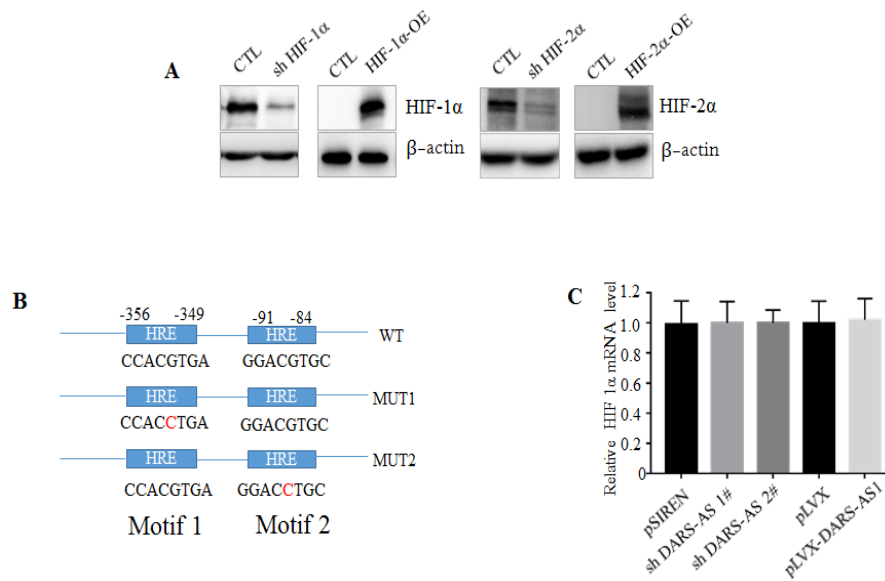 A
CTL sh HIF-1α CTL HIF-1α-OE CTL sh HIF-2α CTL HIF-2α-OE
HIF-1α HIF-2α
β-actin β-actin
B
-356 -349 -91 -84
HRE HRE WT
CCACGTGA GGACGTGC
HRE HRE MUT1
CCACCTGA GGACGTGC
HRE HRE MUT2
CCACGTGA GGACCTGC
Motif 1 Motif 2
C
Relative HIF 1α mRNA level
1.2
1.0
0.8
0.6
0.4
0.2
0
pSIREN
sh DARS-AS 1#
sh DARS-AS 2#
pLVX
pLVX-DARS-AS1